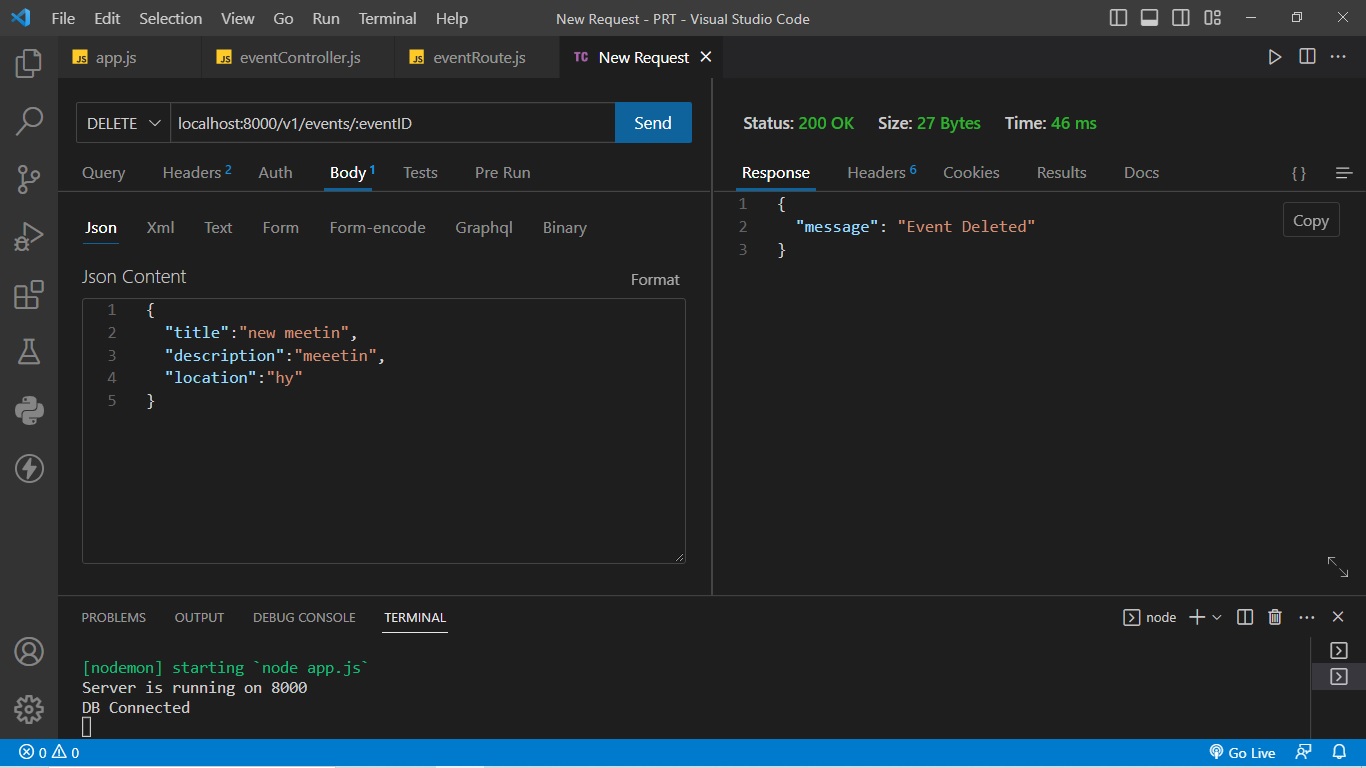 File Edit Selection View Go Run Terminal Help New Request - PRT - Visual Studio Code
JS app.js JS eventController.js JS eventRoute.js TC New Request
DELETE localhost:8000/v1/events/:eventID Send
Query Headers 2 Auth Body 1 Tests Pre Run
Json Xml Text Form Form-encode Graphql Binary
Json Content Format
1 {
2 "title":"new meetin",
3 "description":"meeetin",
4 "location":"hy"
5 }
Status: 200 OK Size: 27 Bytes Time: 46 ms
Response Headers 6 Cookies Results Docs { }
1 {
2 "message": "Event Deleted"
3 }
Copy
PROBLEMS OUTPUT DEBUG CONSOLE TERMINAL node
[nodemon] starting `node app.js`
Server is running on 8000
DB Connected
0 0 Go Live